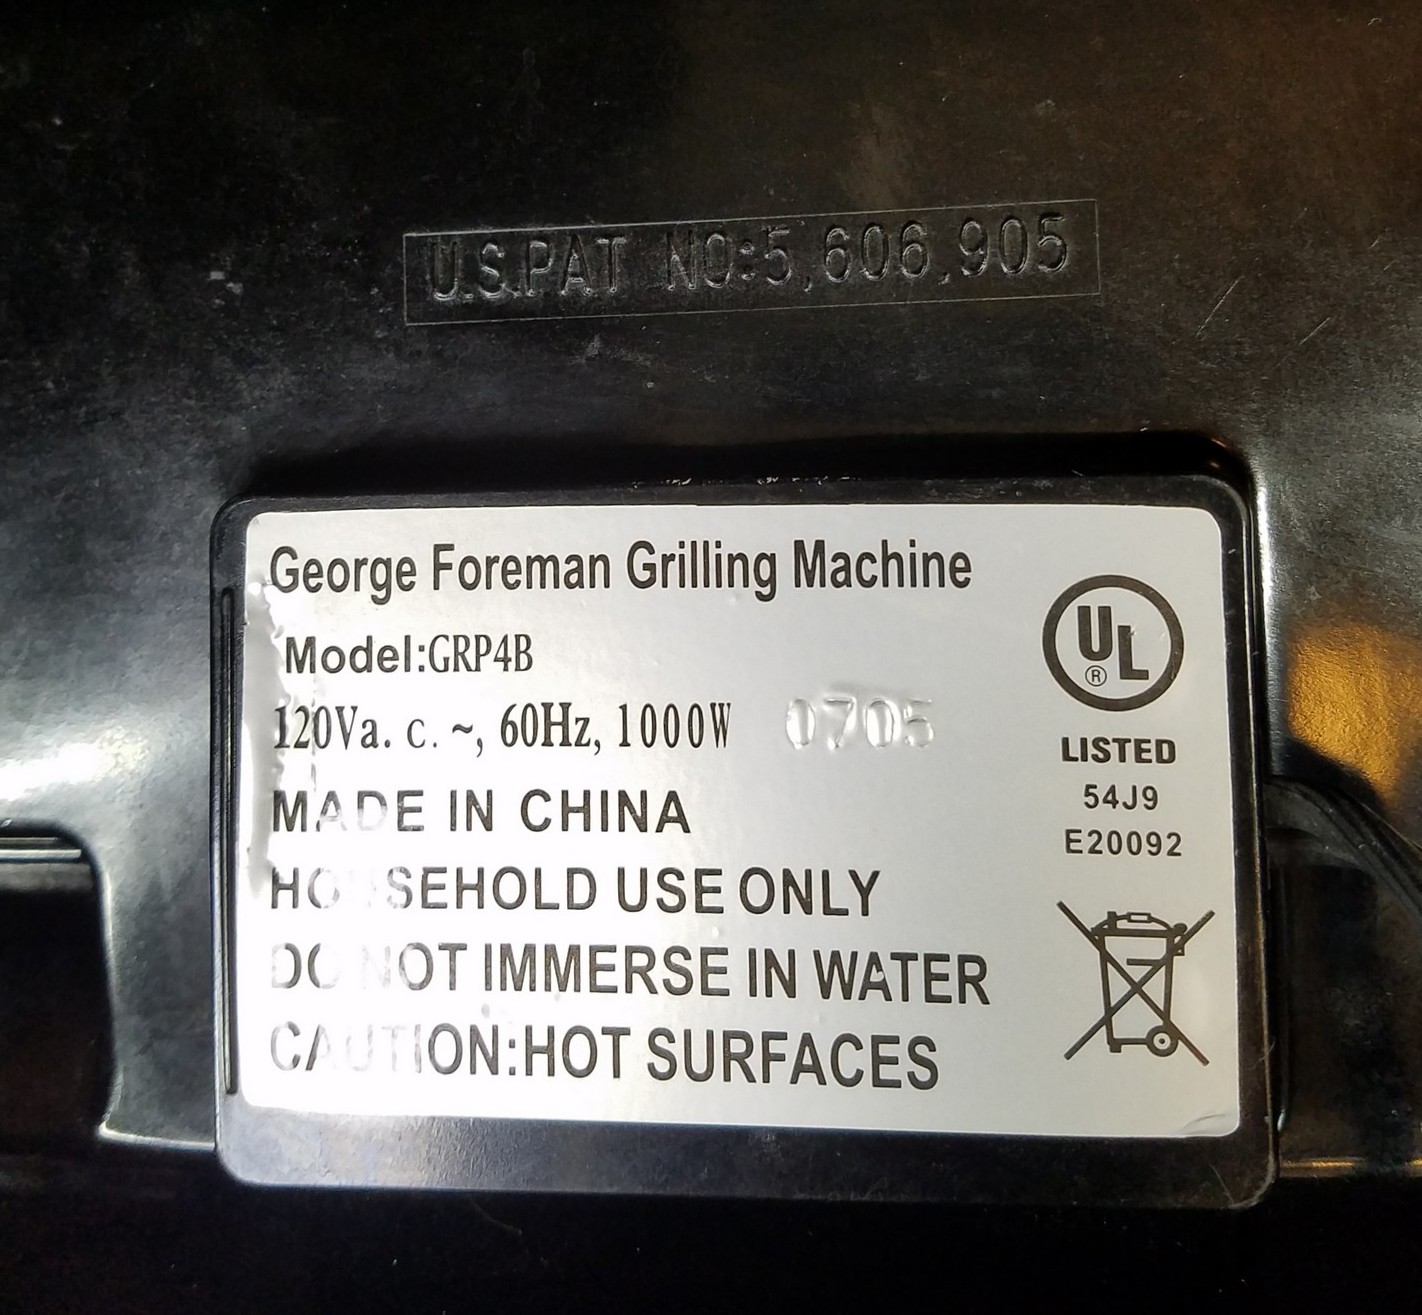 U.S.PAT NO:5,606,905
George Foreman Grilling Machine
Model:GRP4B
120Va. c. ~, 60Hz, 1000W 0705
MADE IN CHINA
HOUSEHOLD USE ONLY
DO NOT IMMERSE IN WATER
CAUTION:HOT SURFACES
UL
®
LISTED
54J9
E20092